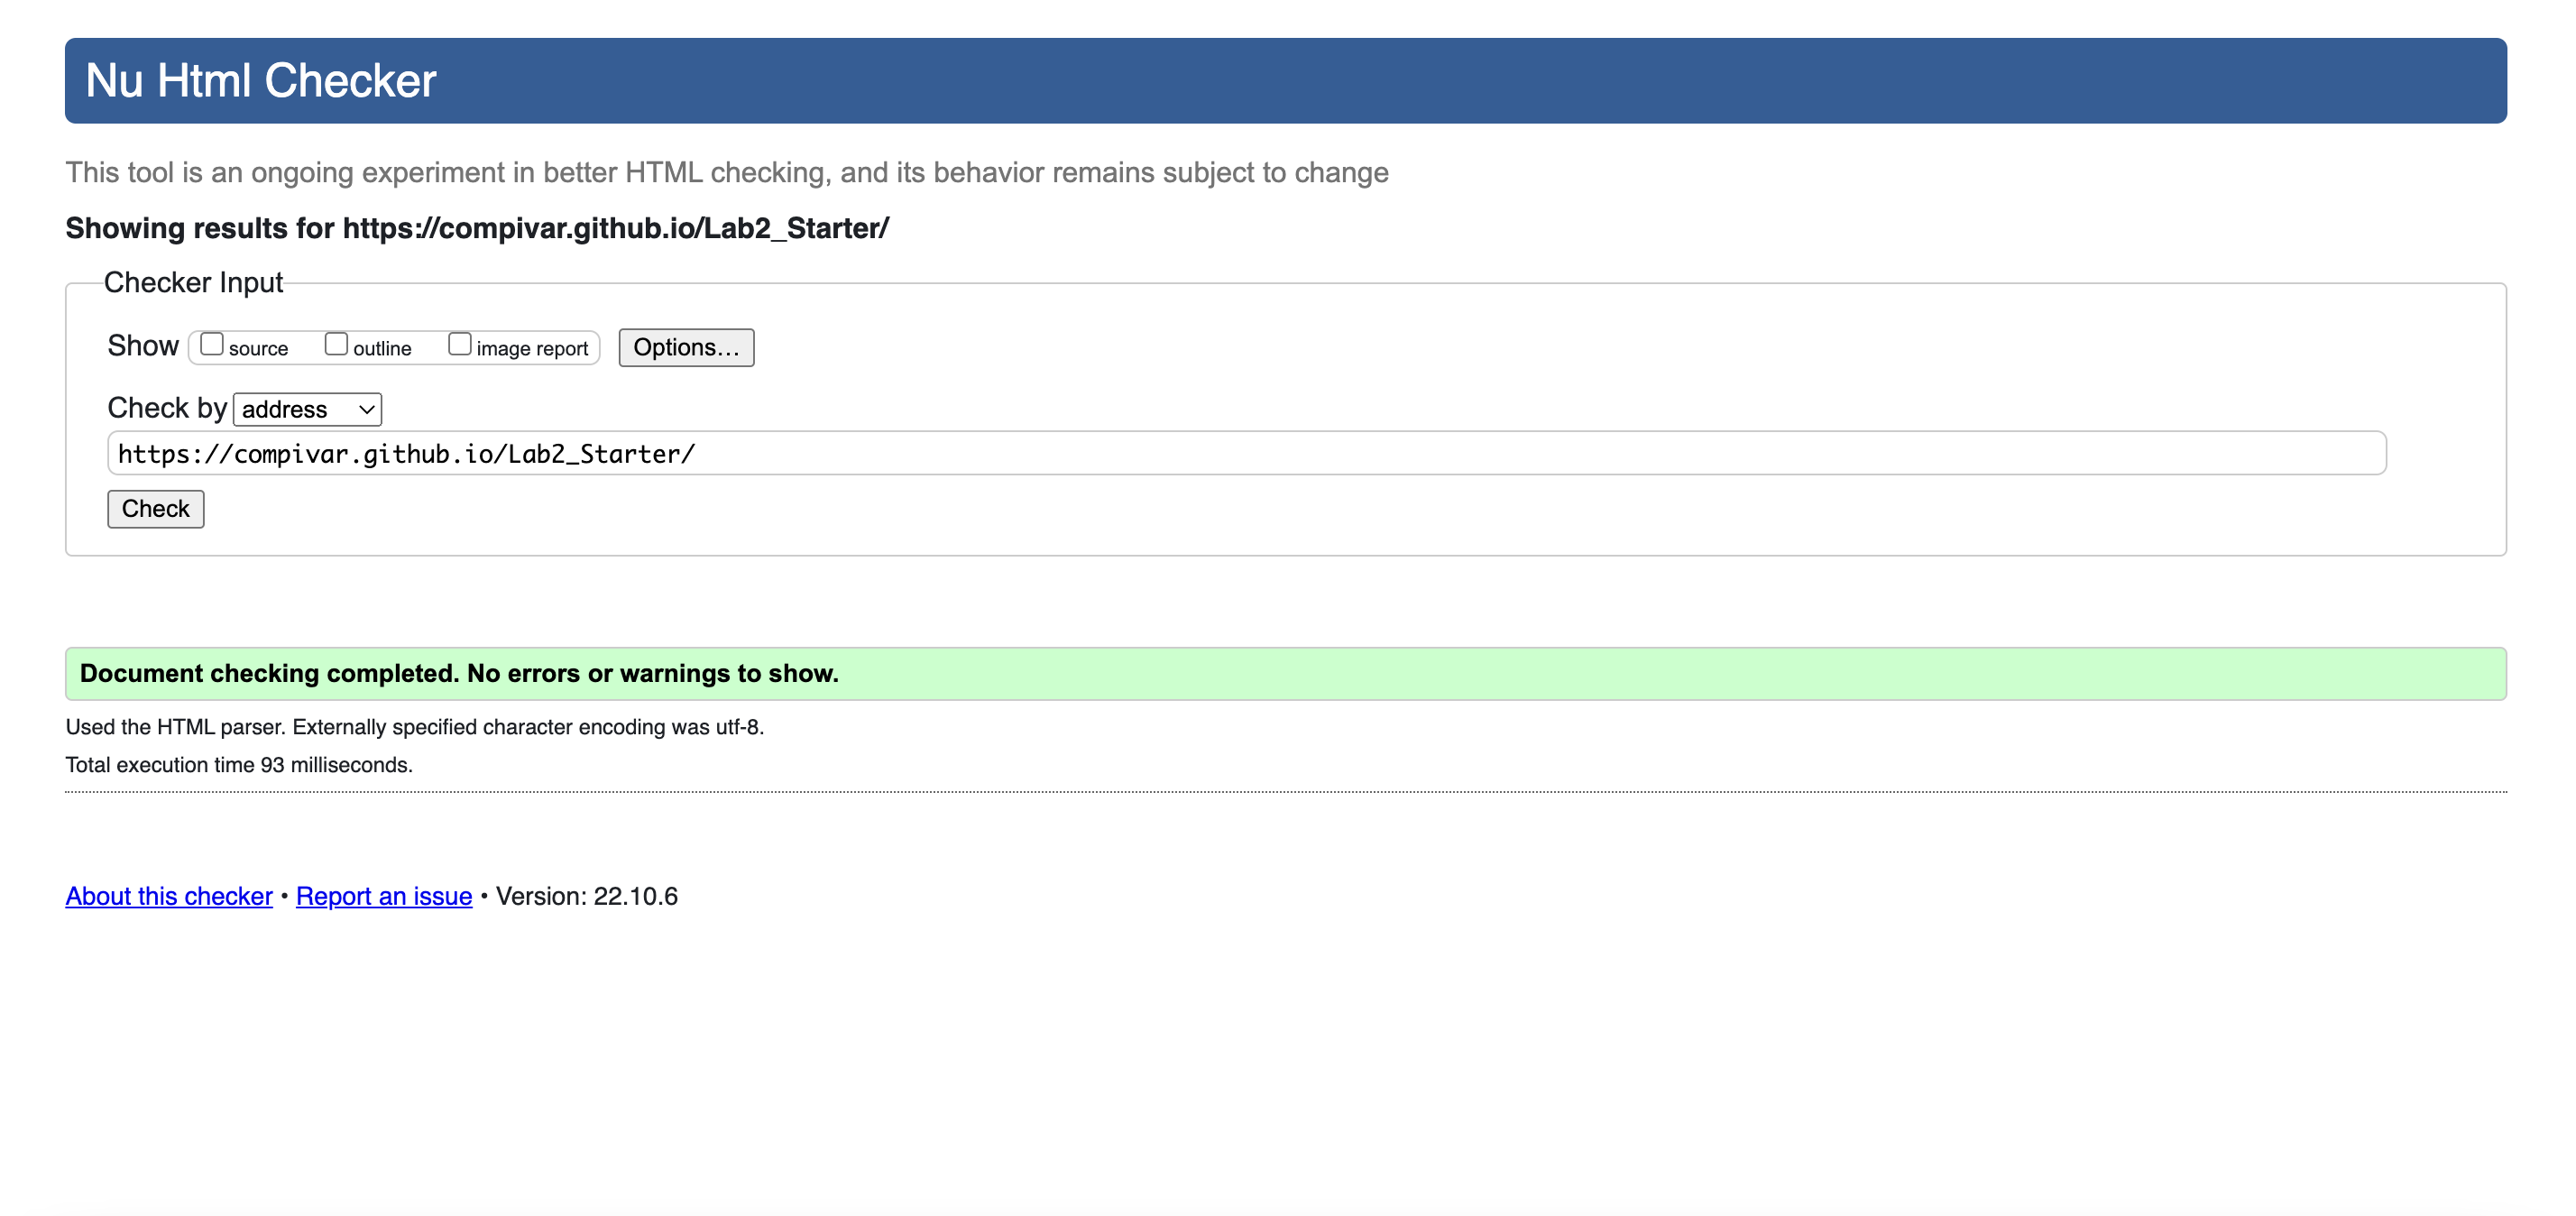 Nu Html Checker
This tool is an ongoing experiment in better HTML checking, and its behavior remains subject to change
Showing results for https://compivar.github.io/Lab2_Starter/
Checker Input
Show source outline image report Options...
Check by address
https://compivar.github.io/Lab2_Starter/
Check
Document checking completed. No errors or warnings to show.
Used the HTML parser. Externally specified character encoding was utf-8.
Total execution time 93 milliseconds.
About this checker • Report an issue • Version: 22.10.6